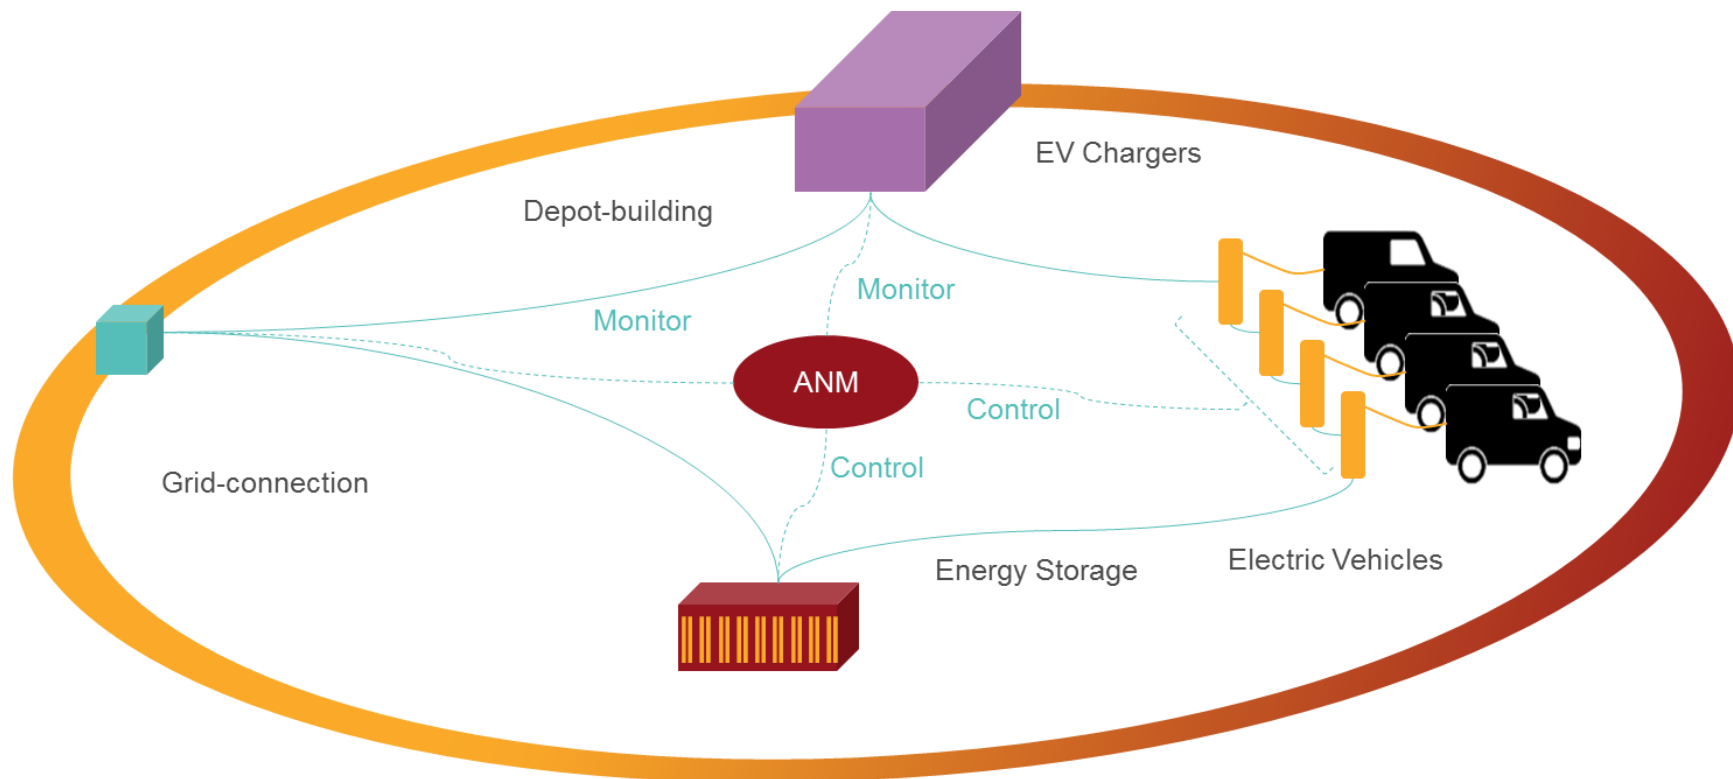 EV Chargers
Depot-building
Monitor
Monitor
ANM
Control
Control
Grid-connection
Energy Storage
Electric Vehicles